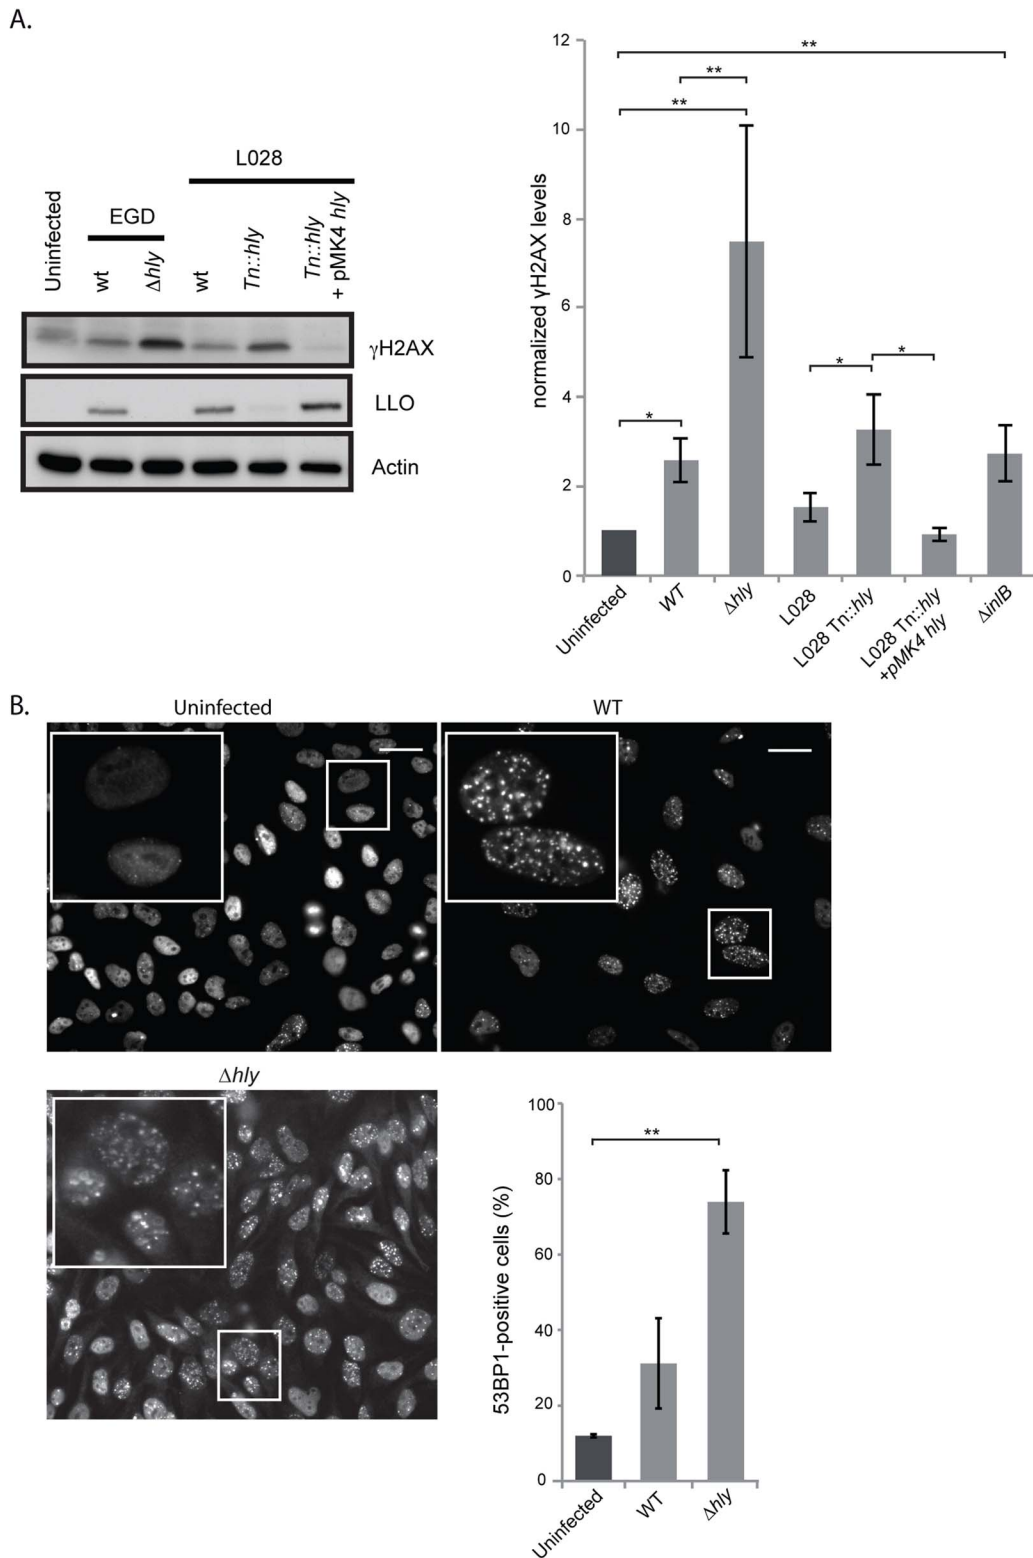 A.
L028
EGD
Uninfected
wt
Δhly
wt
Tn::hly
Tn::hly
+ pMK4 hly
γH2AX
LLO
Actin
normalized γH2AX levels
12
10
8
6
4
2
0
**
**
**
*
*
*
Uninfected
WT
Δhly
L028
L028 Tn::hly
L028 Tn::hly
+pMK4 hly
ΔinlB
B.
Uninfected
WT
Δhly
53BP1-positive cells (%)
100
80
60
40
20
0
**
Uninfected
WT
Δhly